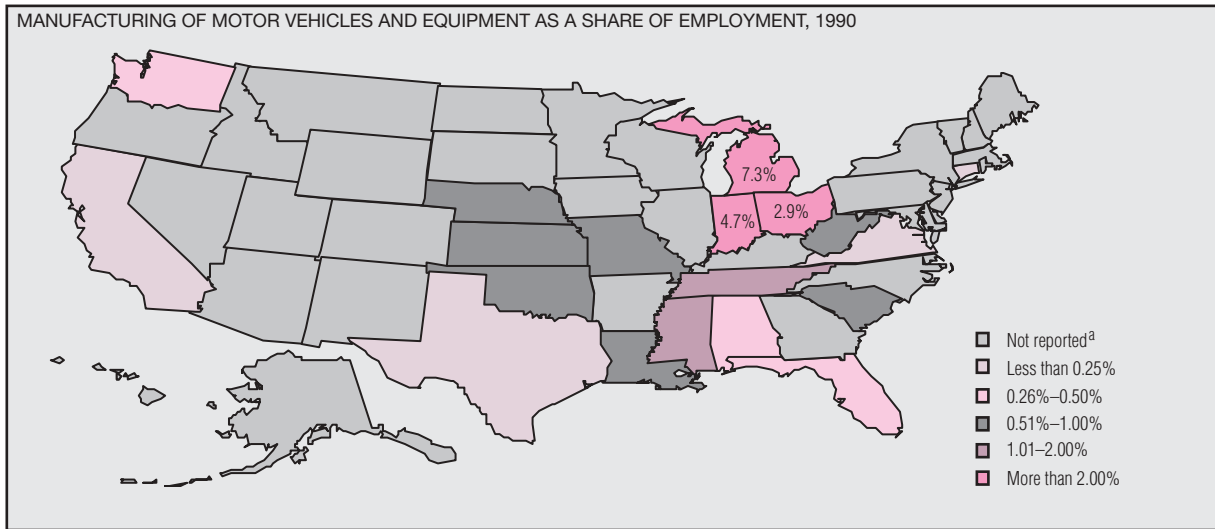 MANUFACTURING OF MOTOR VEHICLES AND EQUIPMENT AS A SHARE OF EMPLOYMENT, 1990
7.3%
4.7%
2.9%
Not reportedª
Less than 0.25%
0.26%–0.50%
0.51%–1.00%
1.01–2.00%
More than 2.00%